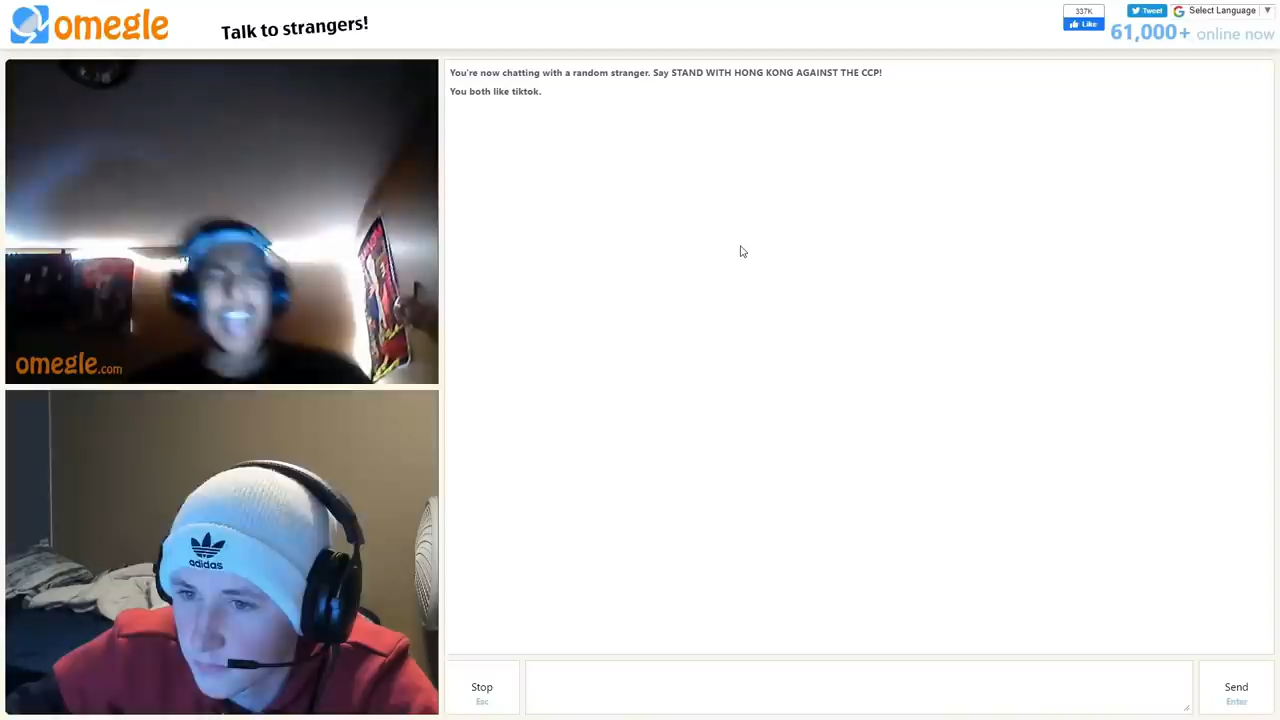 omegle
Talk to strangers!
337K
Like
Tweet
Select Language
61,000+ online now
You're now chatting with a random stranger. Say STAND WITH HONG KONG AGAINST THE CCP!
You both like tiktok.
omegle.com
adidas
Stop
Esc
Send
Enter